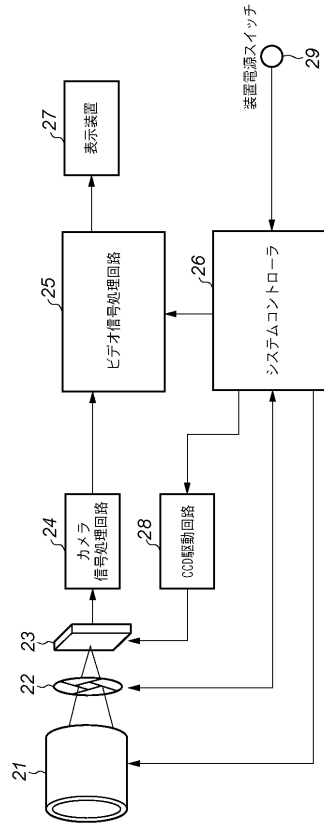 21
22
23
24
カメラ
信号処理回路
25
ビデオ信号処理回路
27
表示装置
28
CCD駆動回路
26
システムコントローラ
装置電源スイッチ
29